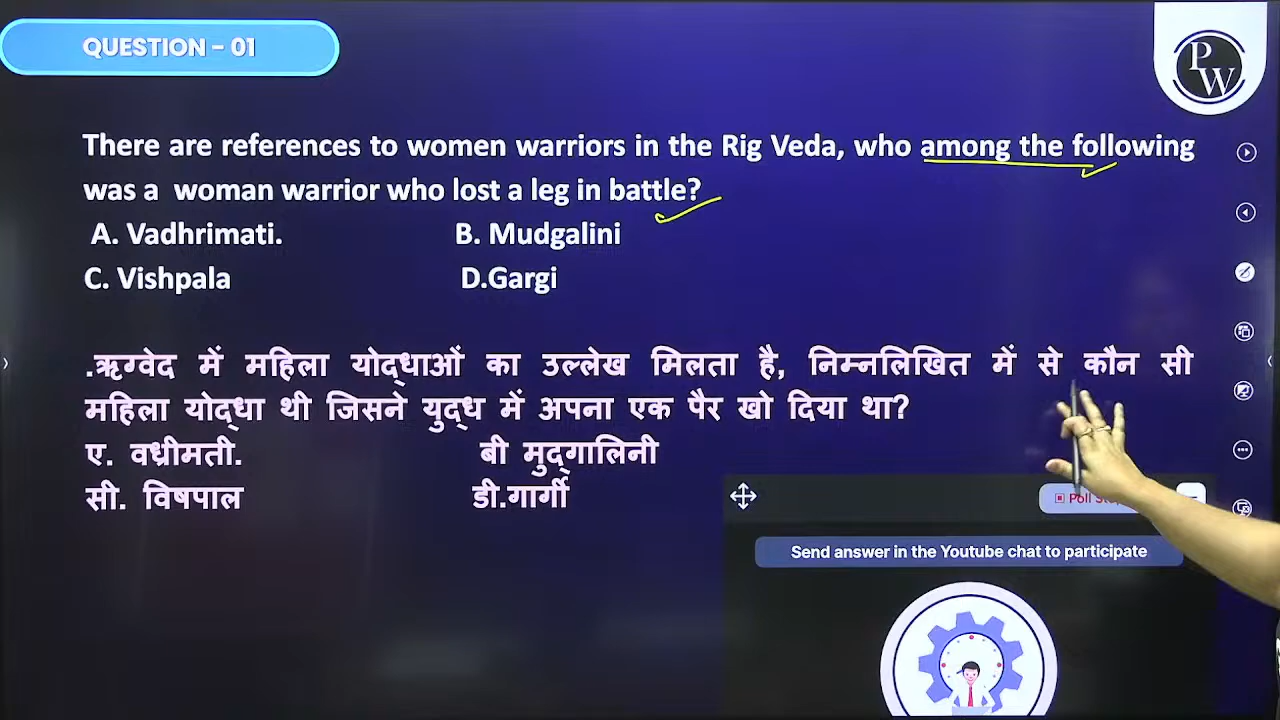 QUESTION - 01
PW
There are references to women warriors in the Rig Veda, who among the following
was a woman warrior who lost a leg in battle?
A. Vadhrimati. B. Mudgalini
C. Vishpala D.Gargi
.ऋग्वेद में महिला योद्धाओं का उल्लेख मिलता है, निम्नलिखित में से कौन सी
महिला योद्धा थी जिसने युद्ध में अपना एक पैर खो दिया था?
ए. वध्रीमती. बी मुद्गालिनी
सी. विषपाल डी.गार्गी
Poll
Send answer in the Youtube chat to participate